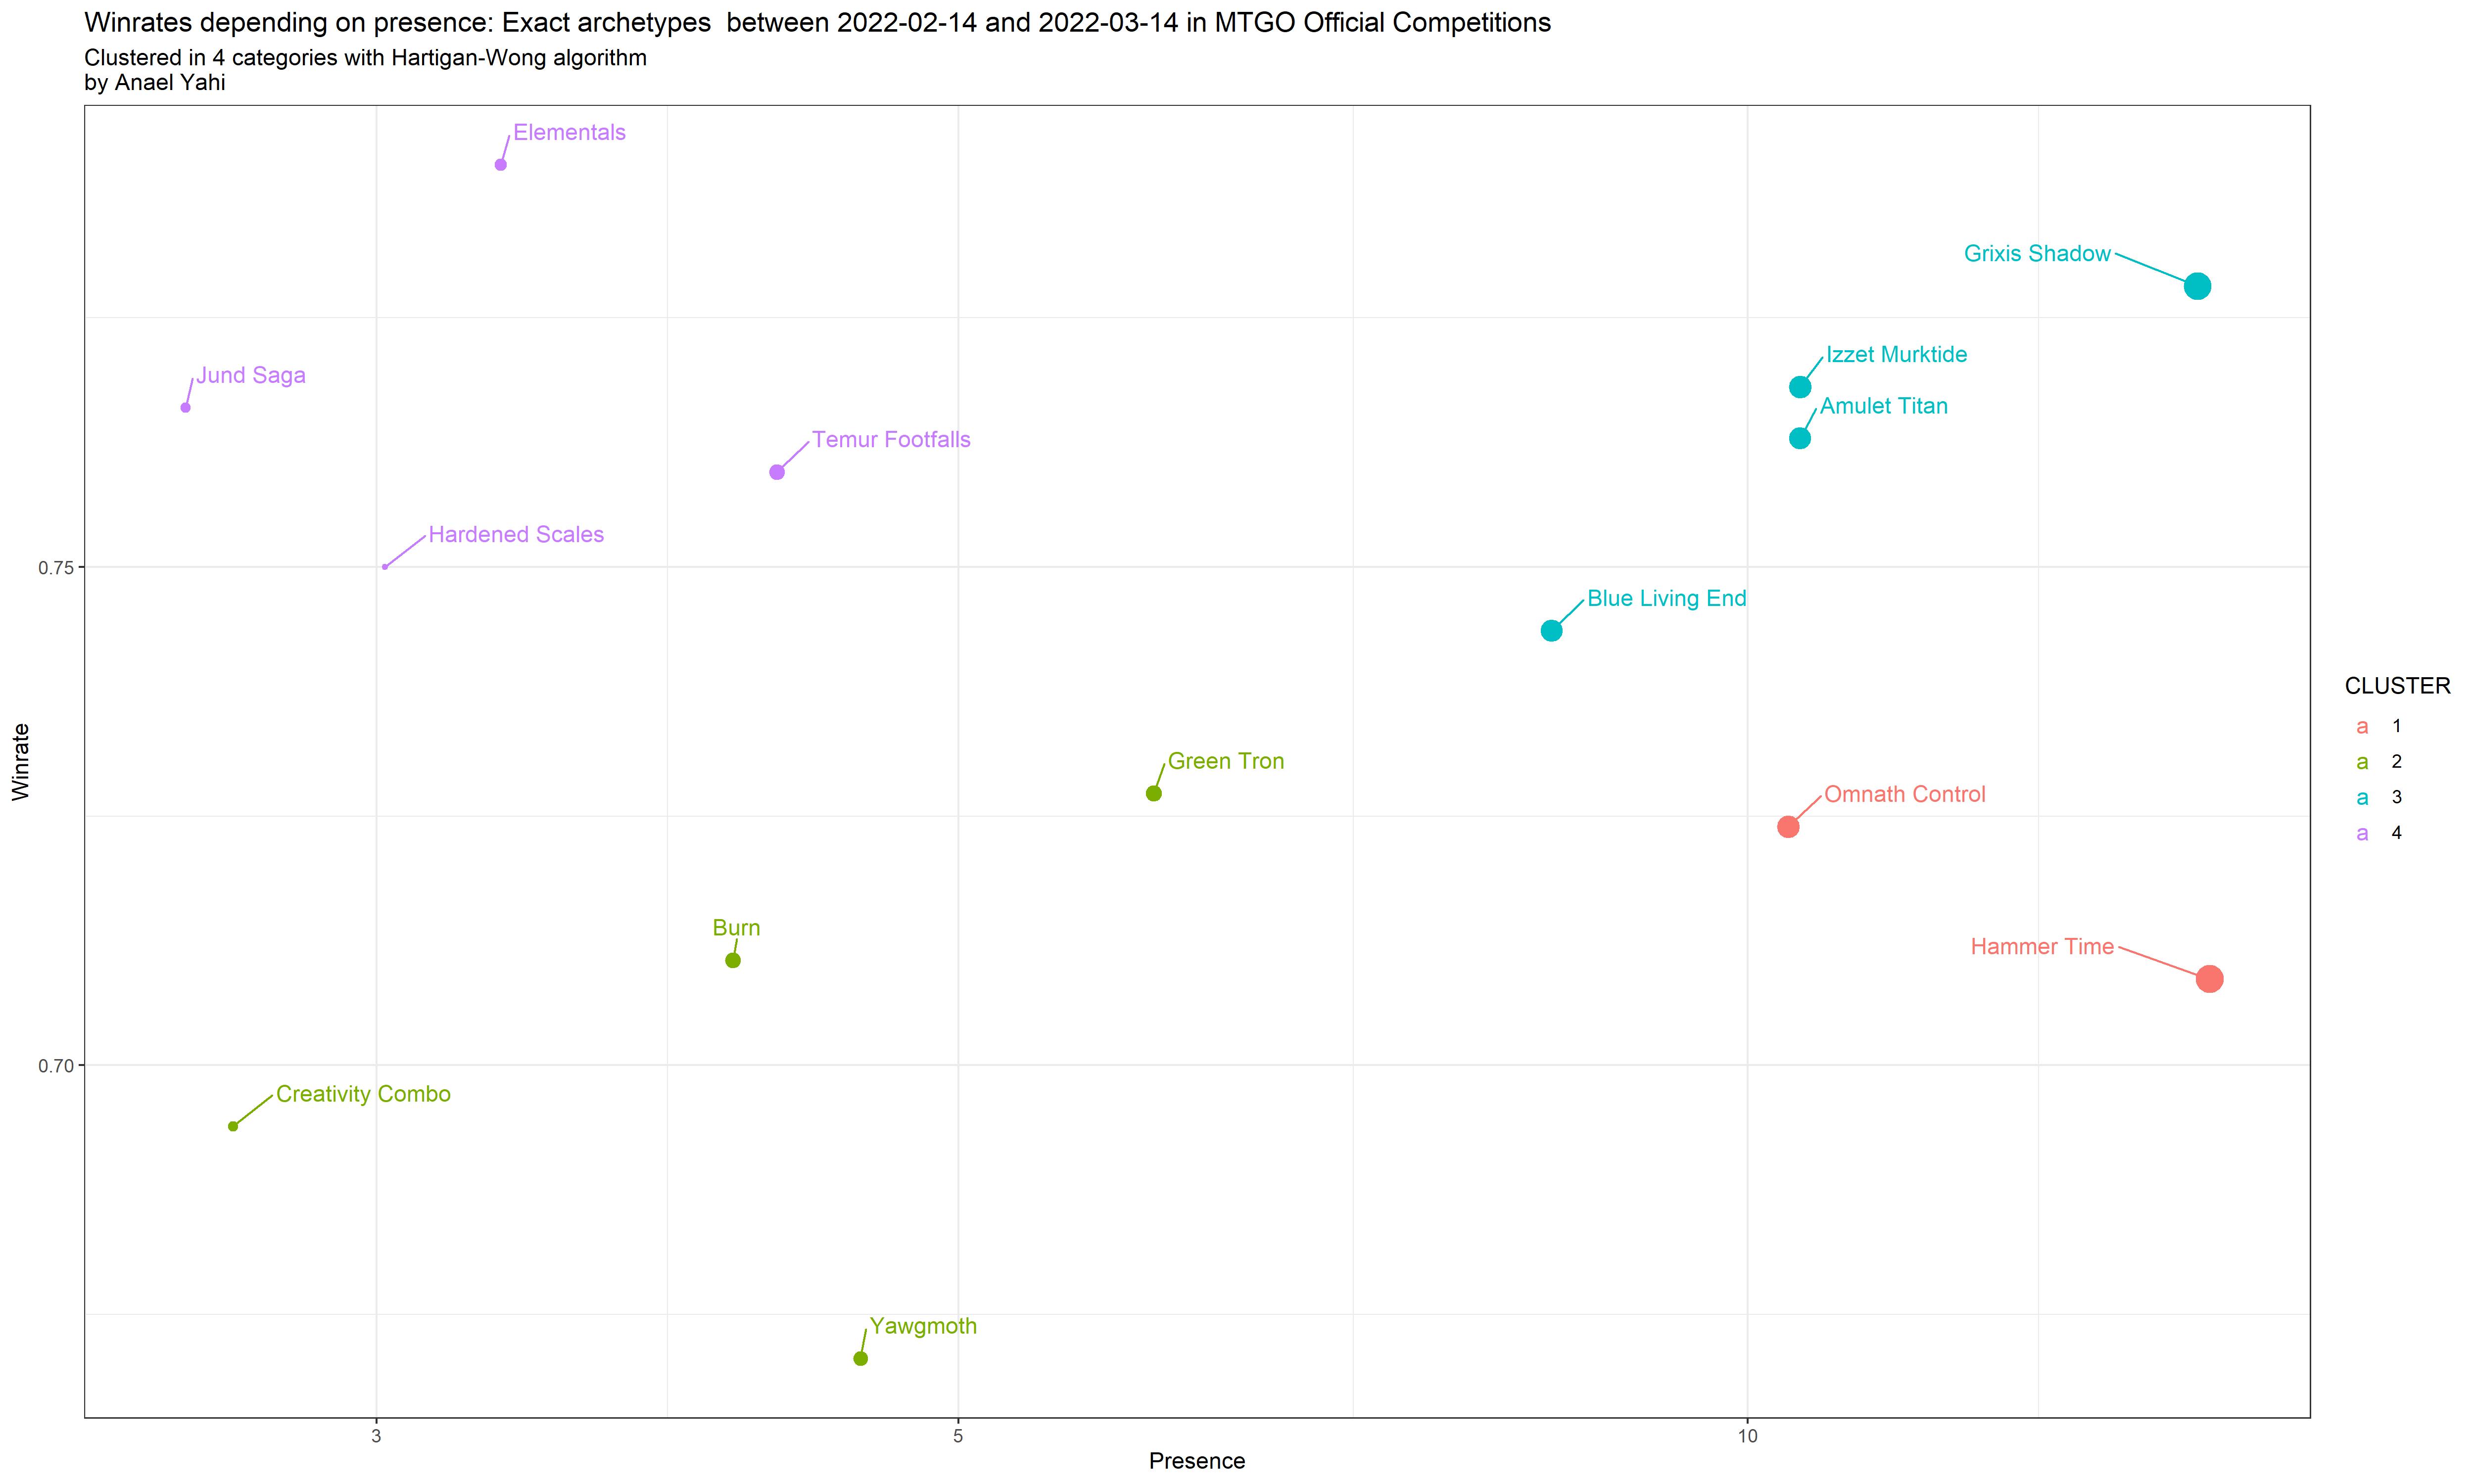 Winrates depending on presence: Exact archetypes  between 2022-02-14 and 2022-03-14 in MTGO Official Competitions
Clustered in 4 categories with Hartigan-Wong algorithm
by Anael Yahi
Elementals
Grixis Shadow
Izzet Murktide
Jund Saga
Amulet Titan
Temur Footfalls
Hardened Scales
0.75
Blue Living End
CLUSTER
a 1
a 2
a 3
a 4
Winrate
Green Tron
Omnath Control
Burn
Hammer Time
0.70
Creativity Combo
Yawgmoth
3
5
10
Presence